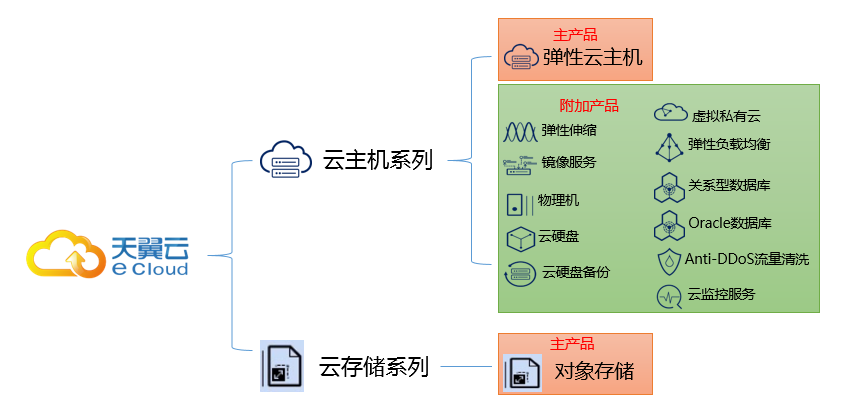 天翼云
e Cloud
云主机系列
主产品
弹性云主机
附加产品
弹性伸缩
镜像服务
物理机
云硬盘
云硬盘备份
虚拟私有云
弹性负载均衡
关系型数据库
Oracle数据库
Anti-DDoS流量清洗
云监控服务
云存储系列
主产品
对象存储